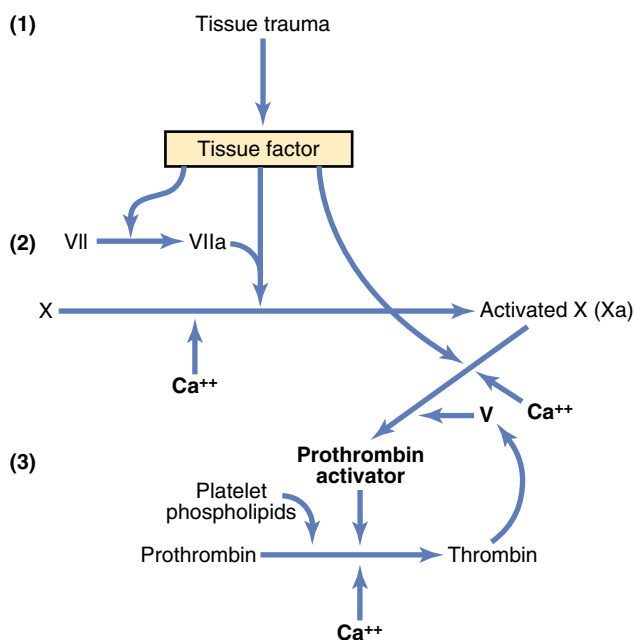 (1)
Tissue trauma
Tissue factor
(2)
VII
VIIa
X
Activated X (Xa)
Ca++
V
Ca++
(3)
Prothrombin
activator
Platelet
phospholipids
Prothrombin
Thrombin
Ca++